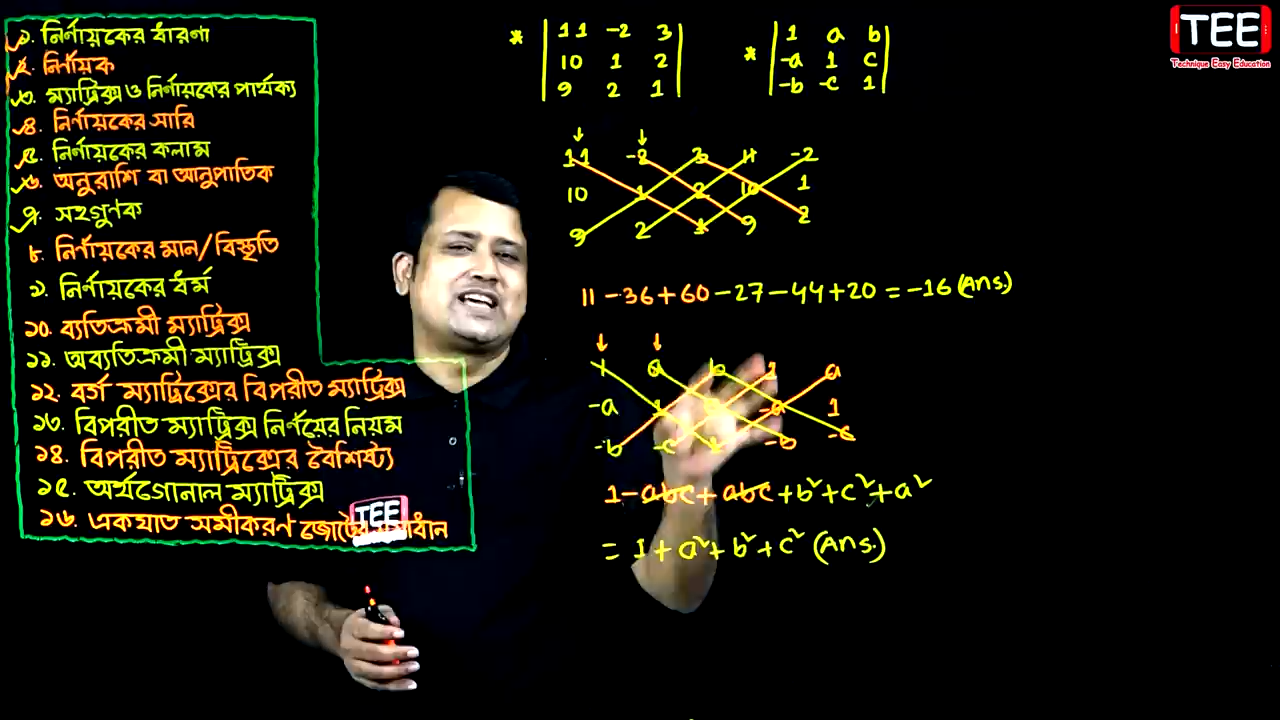 ১. নির্ণায়কের ধারণা
২. নির্ণায়ক
৩. ম্যাট্রিক্স ও নির্ণায়কের পার্থক্য
৪. নির্ণায়কের সারি
৫. নির্ণায়কের কলাম
৬. অনুরাশি বা আনুপাতিক
৭. সহগুণক
৮. নির্ণায়কের মান/বিস্তৃতি
৯. নির্ণায়কের ধর্ম
১০. ব্যতিক্রমী ম্যাট্রিক্স
১১. অব্যতিক্রমী ম্যাট্রিক্স
১২. বর্গ ম্যাট্রিক্সের বিপরীত ম্যাট্রিক্স
১৩. বিপরীত ম্যাট্রিক্স নির্ণয়ের নিয়ম
১৪. বিপরীত ম্যাট্রিক্সের বৈশিষ্ট্য
১৫. অর্থগোনাল ম্যাট্রিক্স
১৬. একঘাত সমীকরণ জোটের
TEE
* | 11 -2 3 |
| 10 1 2 |
| 9 2 1 |
* | 1 a b |
| -a 1 c |
| -b -c 1 |
11 -2 3 11 -2
10 1 2 10 1
9 2 1 9 2
11 - 36 + 60 - 27 - 44 + 20 = -16 (Ans.)
1 a b 1 a
-a 1 -a 1
-b -c 1 -b -c
1 - abc + abc + b² + c² + a²
= 1 + a² + b² + c² (Ans.)
TEE
Technique Easy Education